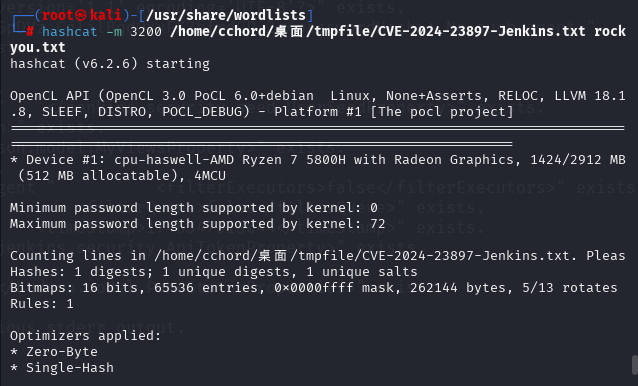 ┌──(root㉿kali)-[/usr/share/wordlists]
└─# hashcat -m 3200 /home/cchord/桌面/tmpfile/CVE-2024-23897-Jenkins.txt rock
you.txt
hashcat (v6.2.6) starting
OpenCL API (OpenCL 3.0 PoCL 6.0+debian  Linux, None+Asserts, RELOC, LLVM 18.1
.8, SLEEF, DISTRO, POCL_DEBUG) - Platform #1 [The pocl project]
* Device #1: cpu-haswell-AMD Ryzen 7 5800H with Radeon Graphics, 1424/2912 MB
(512 MB allocatable), 4MCU
Minimum password length supported by kernel: 0
Maximum password length supported by kernel: 72
Counting lines in /home/cchord/桌面/tmpfile/CVE-2024-23897-Jenkins.txt. Pleas
Hashes: 1 digests; 1 unique digests, 1 unique salts
Bitmaps: 16 bits, 65536 entries, 0x0000ffff mask, 262144 bytes, 5/13 rotates
Rules: 1
Optimizers applied:
* Zero-Byte
* Single-Hash